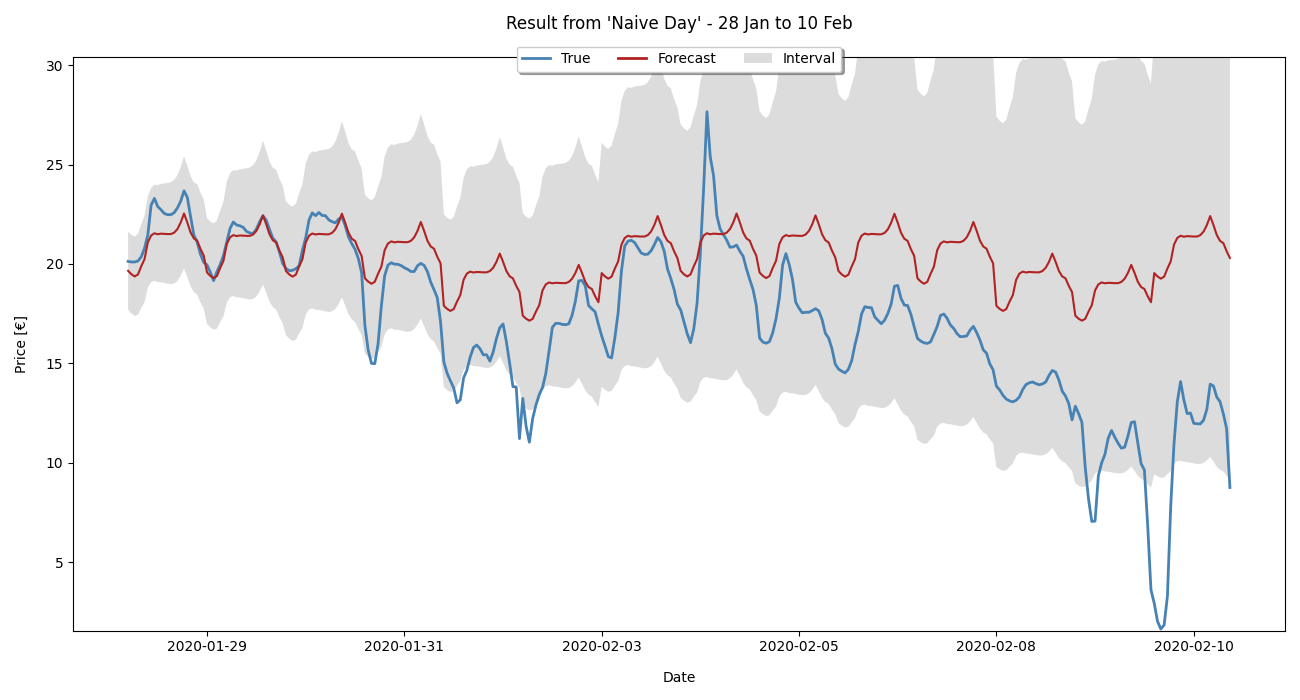 Result from 'Naive Day' - 28 Jan to 10 Feb
True Forecast Interval
30
25
20
15
10
5
Price [€]
2020-01-29 2020-01-31 2020-02-03 2020-02-05 2020-02-08 2020-02-10
Date